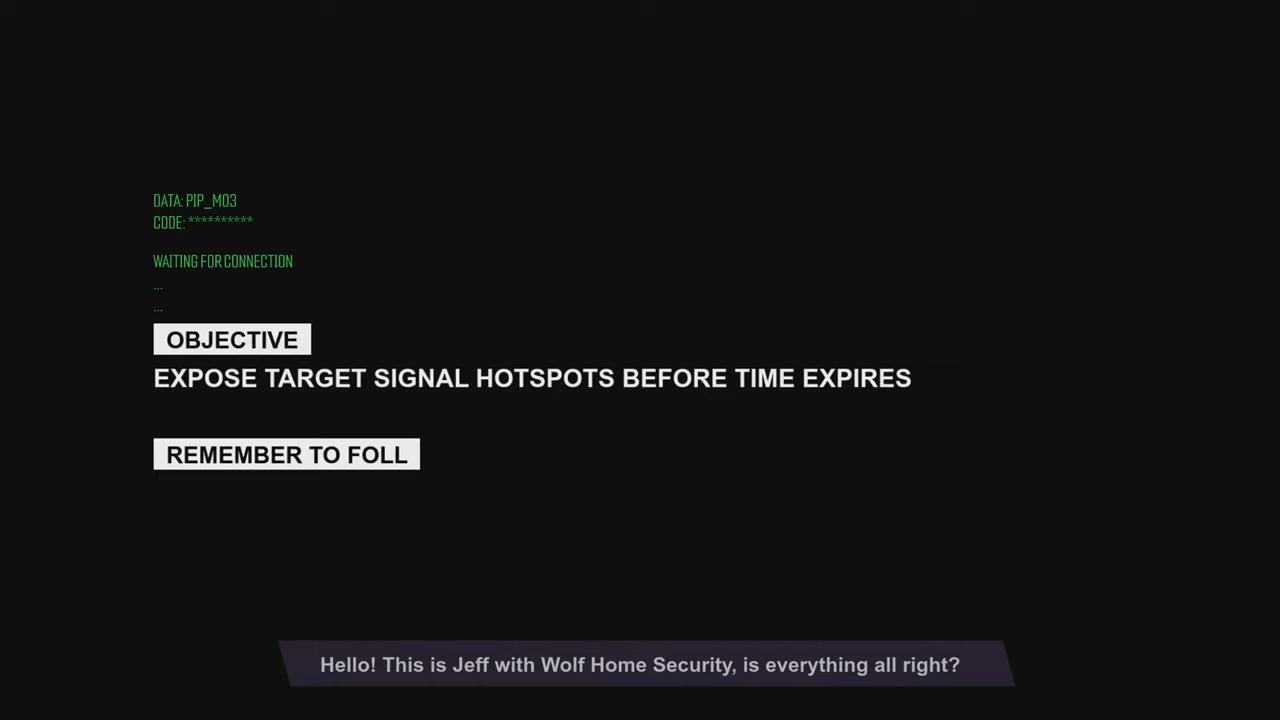 DATA: PIP_M03
CODE: **********
WAITING FOR CONNECTION
...
...
OBJECTIVE
EXPOSE TARGET SIGNAL HOTSPOTS BEFORE TIME EXPIRES
REMEMBER TO FOLL
Hello! This is Jeff with Wolf Home Security, is everything all right?